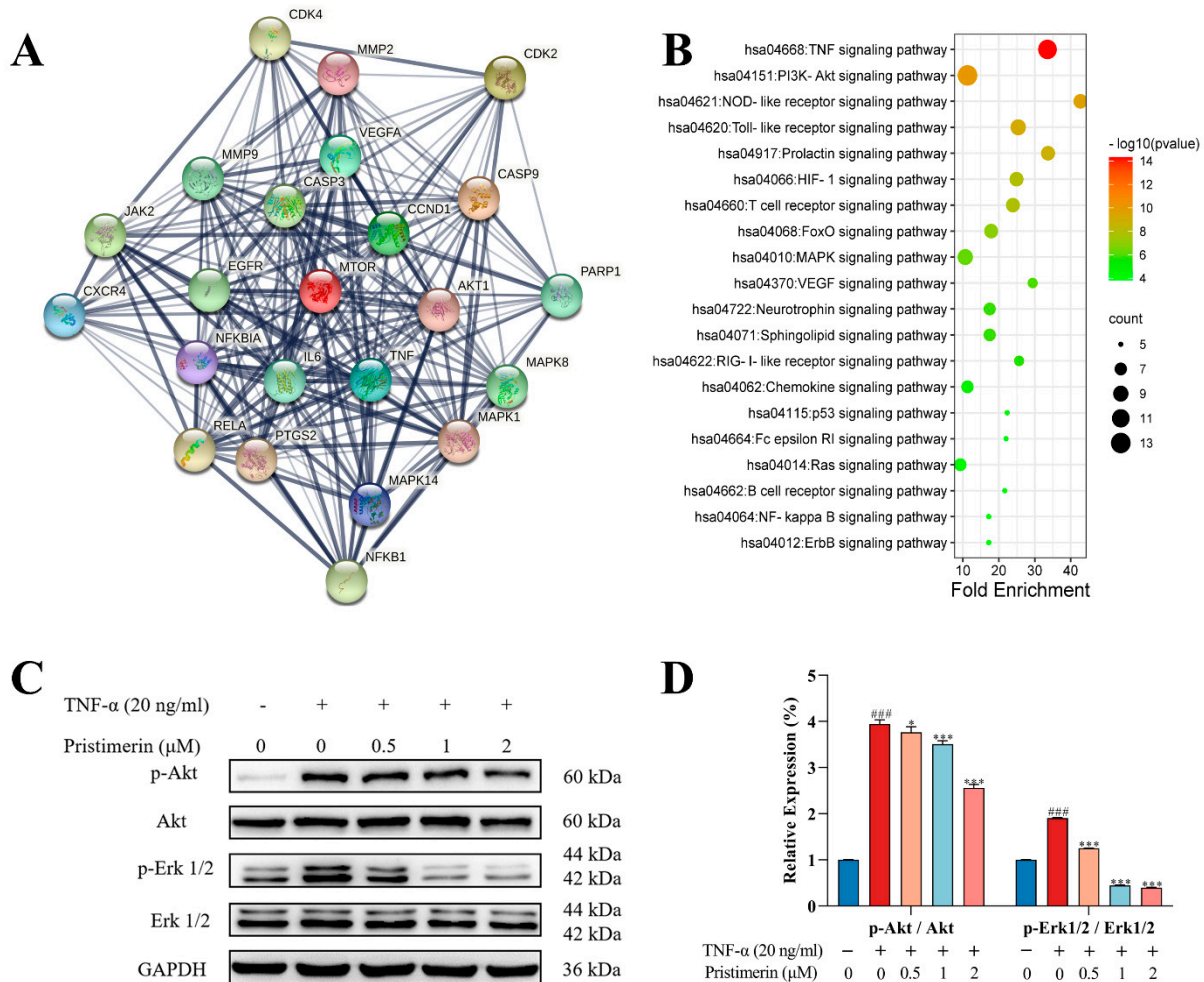 A
CDK4
MMP2
CDK2
VEGFA
MMP9
CASP3
CASP9
CCND1
JAK2
EGFR
MTOR
PARP1
AKT1
CXCR4
NFKBIA
IL6
TNF
MAPK8
MAPK1
RELA
PTGS2
MAPK14
NFKB1
B
hsa04668:TNF signaling pathway
hsa04151:PI3K- Akt signaling pathway
hsa04621:NOD- like receptor signaling pathway
hsa04620:Toll- like receptor signaling pathway
hsa04917:Prolactin signaling pathway
hsa04066:HIF- 1 signaling pathway
hsa04660:T cell receptor signaling pathway
hsa04068:FoxO signaling pathway
hsa04010:MAPK signaling pathway
hsa04370:VEGF signaling pathway
hsa04722:Neurotrophin signaling pathway
hsa04071:Sphingolipid signaling pathway
hsa04622:RIG- I- like receptor signaling pathway
hsa04062:Chemokine signaling pathway
hsa04115:p53 signaling pathway
hsa04664:Fc epsilon RI signaling pathway
hsa04014:Ras signaling pathway
hsa04662:B cell receptor signaling pathway
hsa04064:NF- kappa B signaling pathway
hsa04012:ErbB signaling pathway
10 20 30 40
Fold Enrichment
- log10(pvalue)
14
12
10
8
6
4
count
5
7
9
11
13
C
TNF-α (20 ng/ml) - + + + +
Pristimerin (μM) 0 0 0.5 1 2
p-Akt 60 kDa
Akt 60 kDa
p-Erk 1/2 44 kDa
42 kDa
Erk 1/2 44 kDa
42 kDa
GAPDH 36 kDa
D
Relative Expression (%)
5
4
3
2
1
0
### * *** ***
### *** *** ***
p-Akt / Akt p-Erk1/2 / Erk1/2
TNF-α (20 ng/ml) − + + + + − + + + +
Pristimerin (μM) 0 0 0.5 1 2 0 0 0.5 1 2